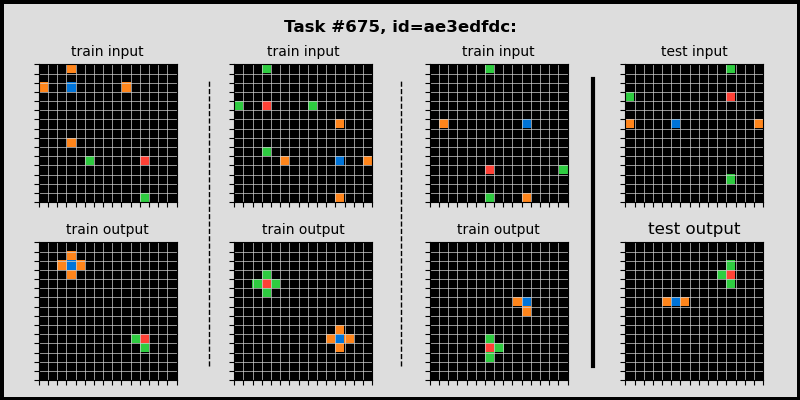 Task #675, id=ae3edfdc:
train input
train input
train input
test input
train output
train output
train output
test output